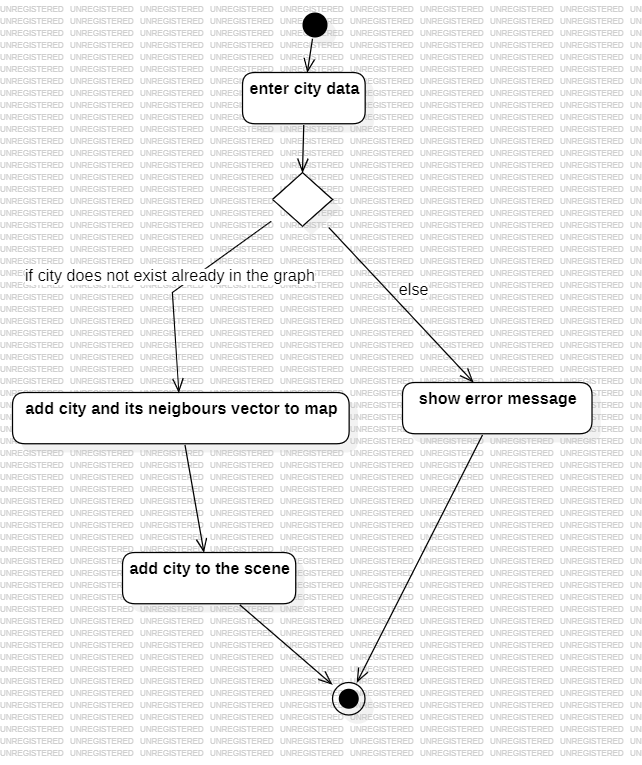 enter city data
if city does not exist already in the graph
else
add city and its neigbours vector to map
show error message
add city to the scene
UNREGISTERED